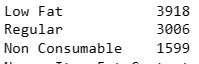 Low Fat 3918
Regular 3006
Non Consumable 1599